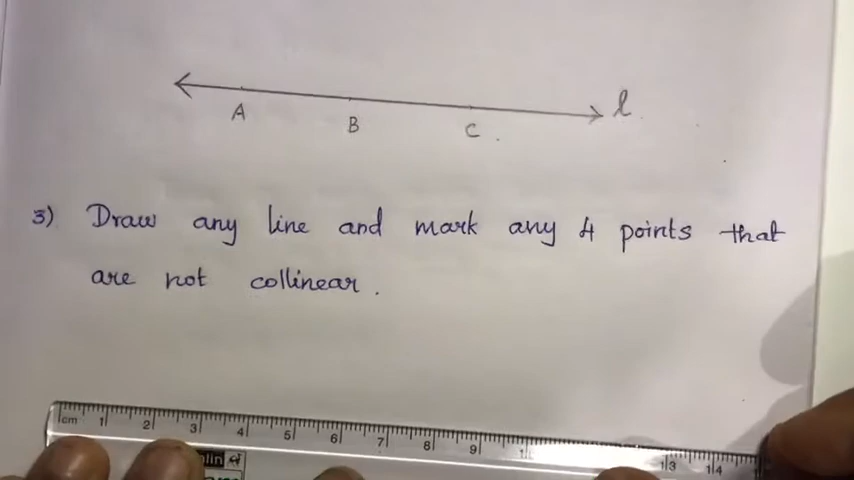 A B C l
3) Draw any line and mark any 4 points that
are not collinear.
cm 1 2 3 4 5 6 7 8 9 13 14